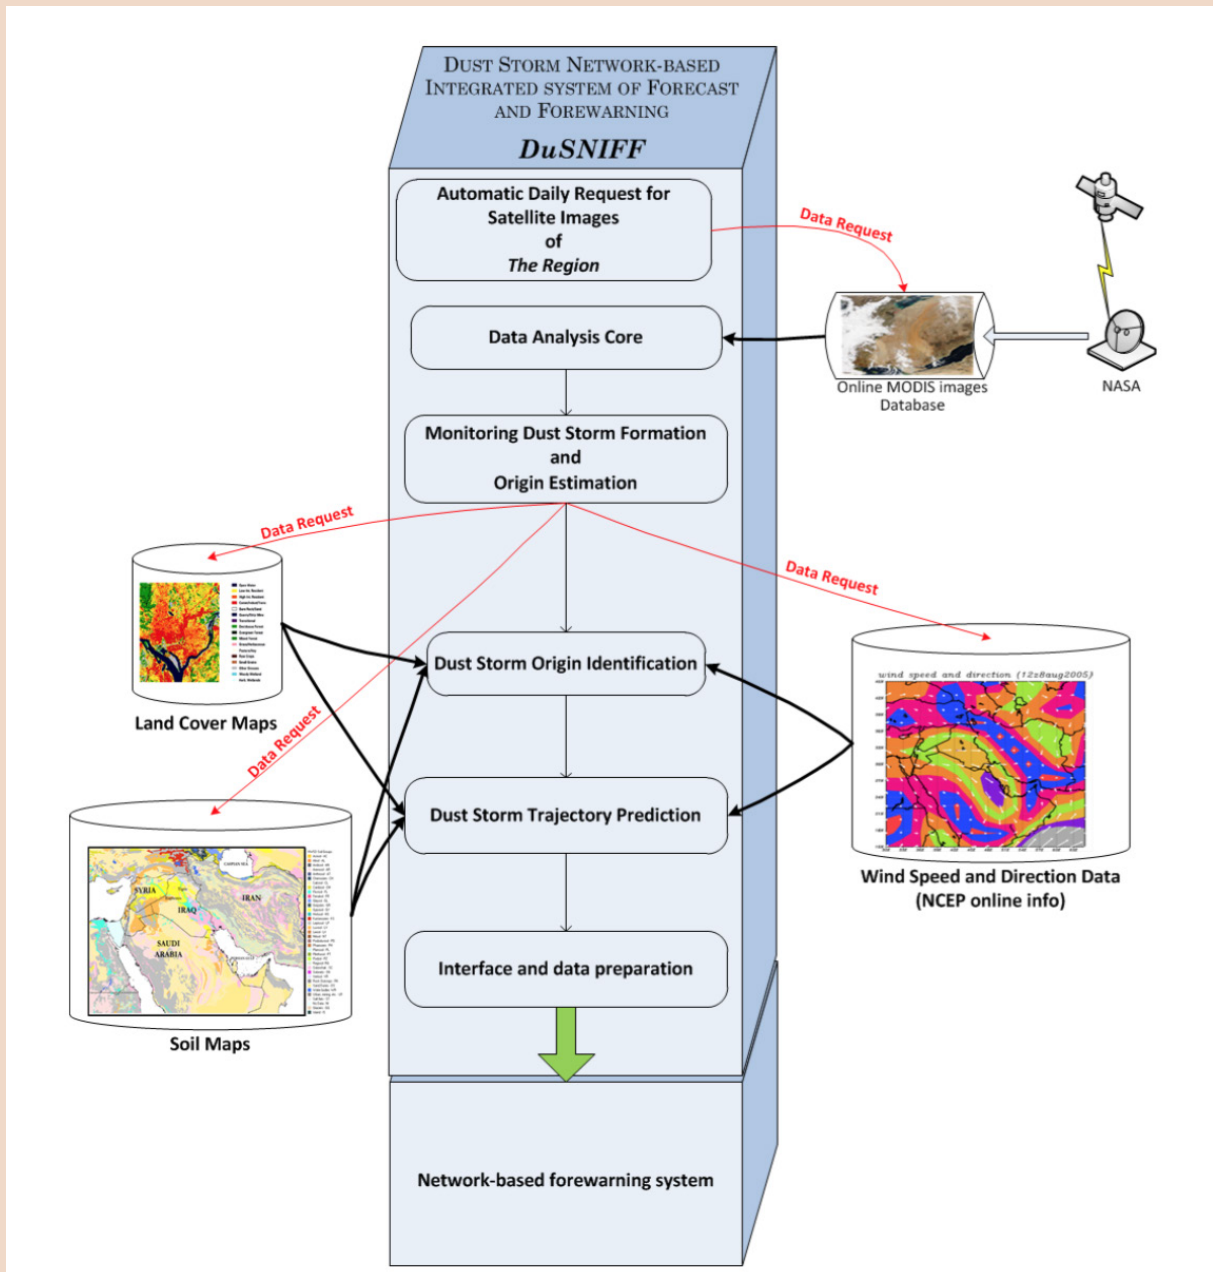 DUST STORM NETWORK-BASED
INTEGRATED SYSTEM OF FORECAST
AND FOREWARNING
DuSNIFF
Automatic Daily Request for
Satellite Images
of
The Region
Data Request
Data Analysis Core
Online MODIS images
Database
NASA
Monitoring Dust Storm Formation
and
Origin Estimation
Data Request
Data Request
Data Request
Land Cover Maps
Dust Storm Origin Identification
wind speed and direction (12z8aug2005)
Dust Storm Trajectory Prediction
Wind Speed and Direction Data
(NCEP online info)
CASPIAN SEA
SYRIA
IRAQ
IRAN
SAUDI
ARABIA
Soil Maps
Interface and data preparation
Network-based forewarning system